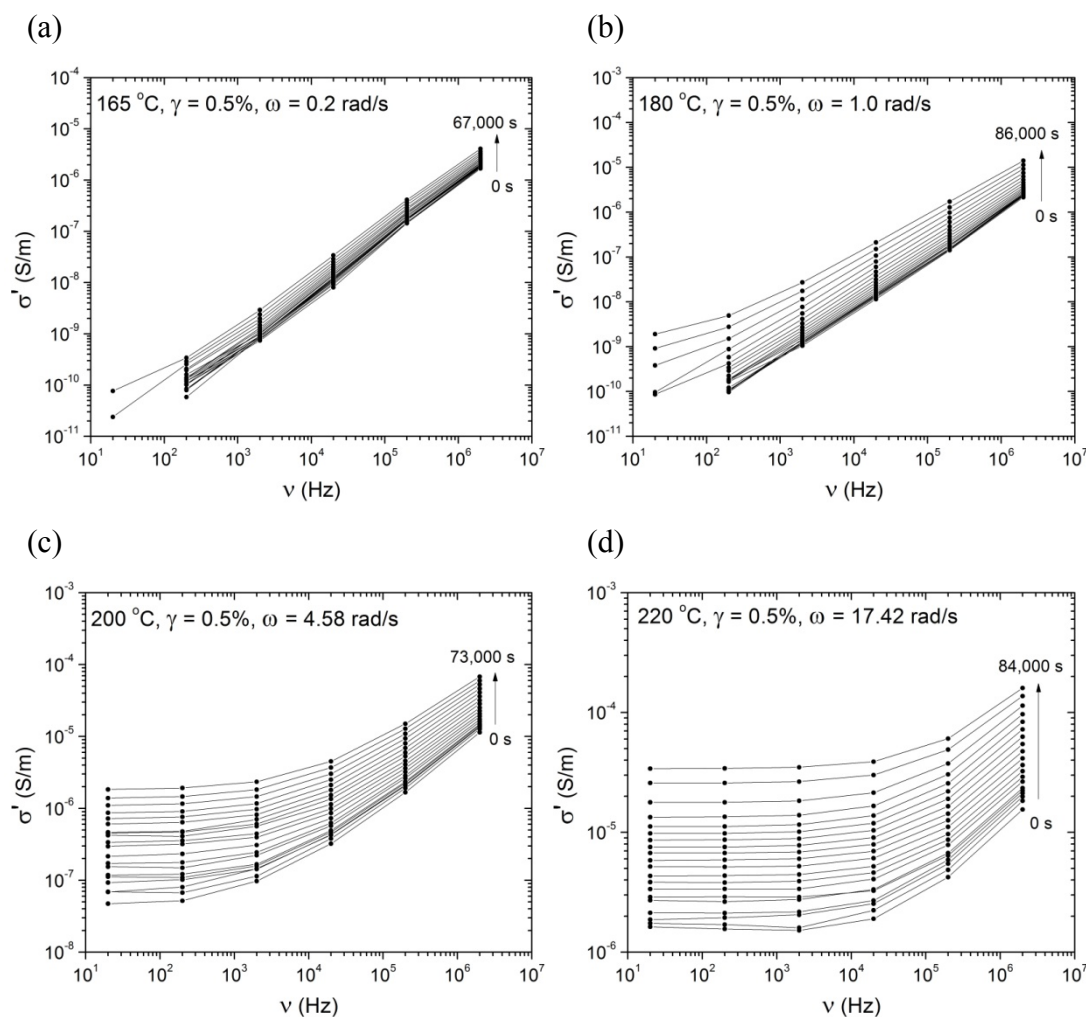 (a)
10⁻⁴
10⁻⁵
10⁻⁶
10⁻⁷
10⁻⁸
10⁻⁹
10⁻¹⁰
10⁻¹¹
σ' (S/m)
165 °C, γ = 0.5%, ω = 0.2 rad/s
67,000 s
0 s
10¹ 10² 10³ 10⁴ 10⁵ 10⁶ 10⁷
ν (Hz)
(b)
10⁻³
10⁻⁴
10⁻⁵
10⁻⁶
10⁻⁷
10⁻⁸
10⁻⁹
10⁻¹⁰
10⁻¹¹
σ' (S/m)
180 °C, γ = 0.5%, ω = 1.0 rad/s
86,000 s
0 s
10¹ 10² 10³ 10⁴ 10⁵ 10⁶ 10⁷
ν (Hz)
(c)
10⁻³
10⁻⁴
10⁻⁵
10⁻⁶
10⁻⁷
10⁻⁸
σ' (S/m)
200 °C, γ = 0.5%, ω = 4.58 rad/s
73,000 s
0 s
10¹ 10² 10³ 10⁴ 10⁵ 10⁶ 10⁷
ν (Hz)
(d)
10⁻³
10⁻⁴
10⁻⁵
10⁻⁶
σ' (S/m)
220 °C, γ = 0.5%, ω = 17.42 rad/s
84,000 s
0 s
10¹ 10² 10³ 10⁴ 10⁵ 10⁶ 10⁷
ν (Hz)